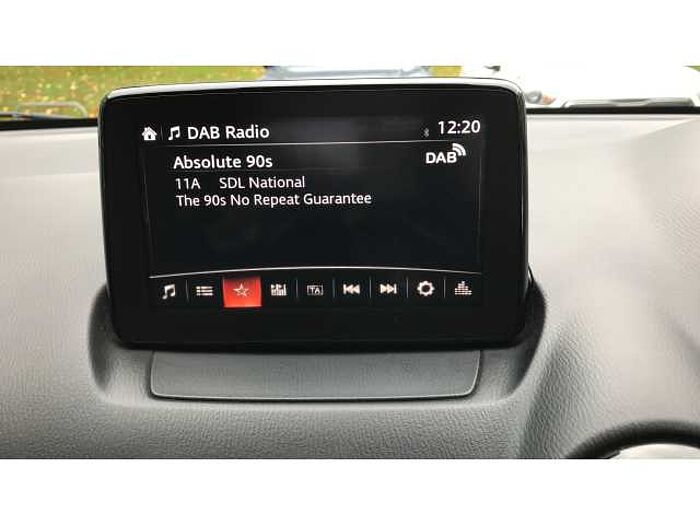 DAB Radio 12:20
Absolute 90s DAB
11A SDL National
The 90s No Repeat Guarantee
TA